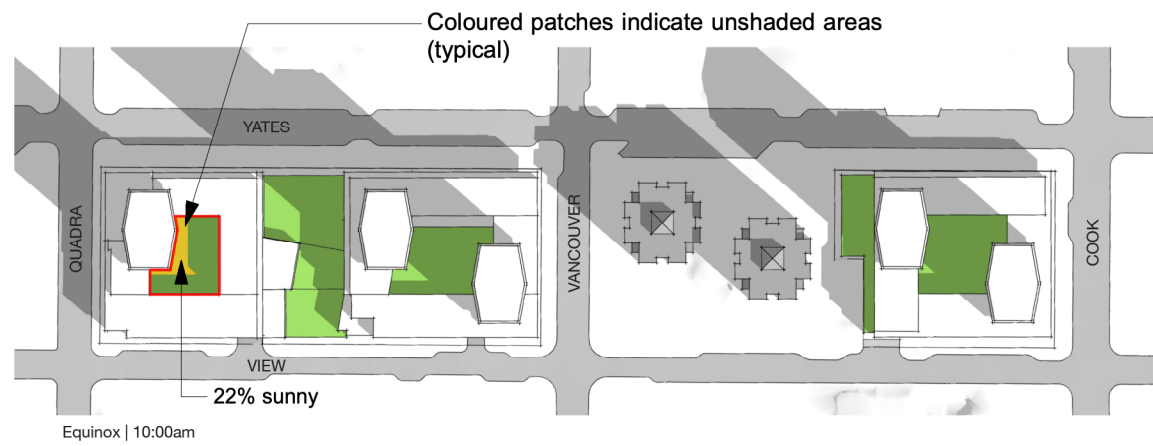 Coloured patches indicate unshaded areas
(typical)
YATES
QUADRA
VANCOUVER
COOK
VIEW
22% sunny
Equinox | 10:00am